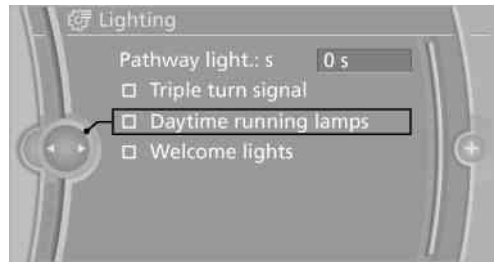 Lighting
Pathway light.: s 0 s
Triple turn signal
Daytime running lamps
Welcome lights